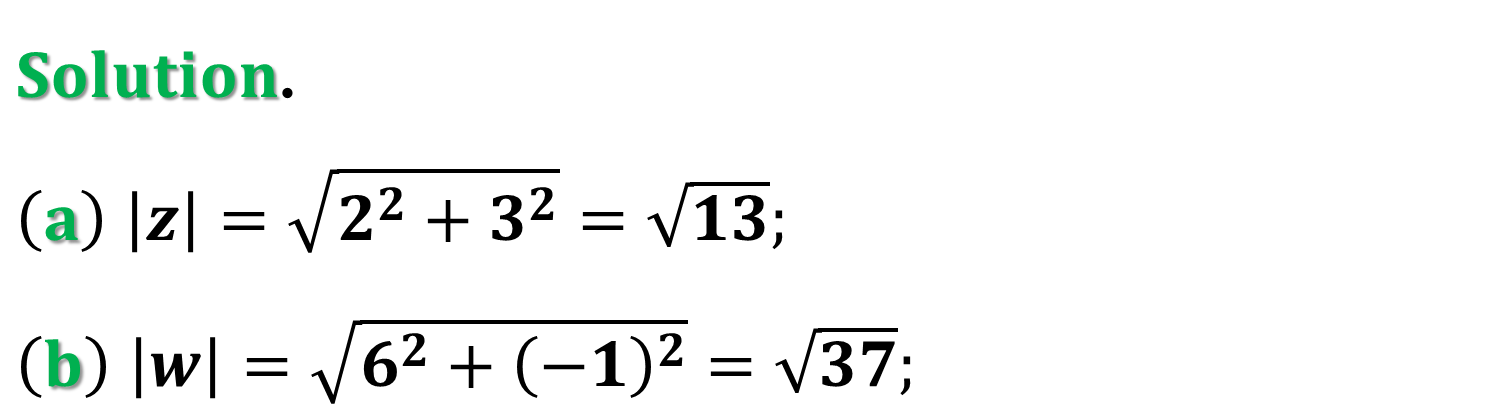 Solution.
(a) |z| = √(2² + 3²) = √13;
(b) |w| = √(6² + (−1)²) = √37;